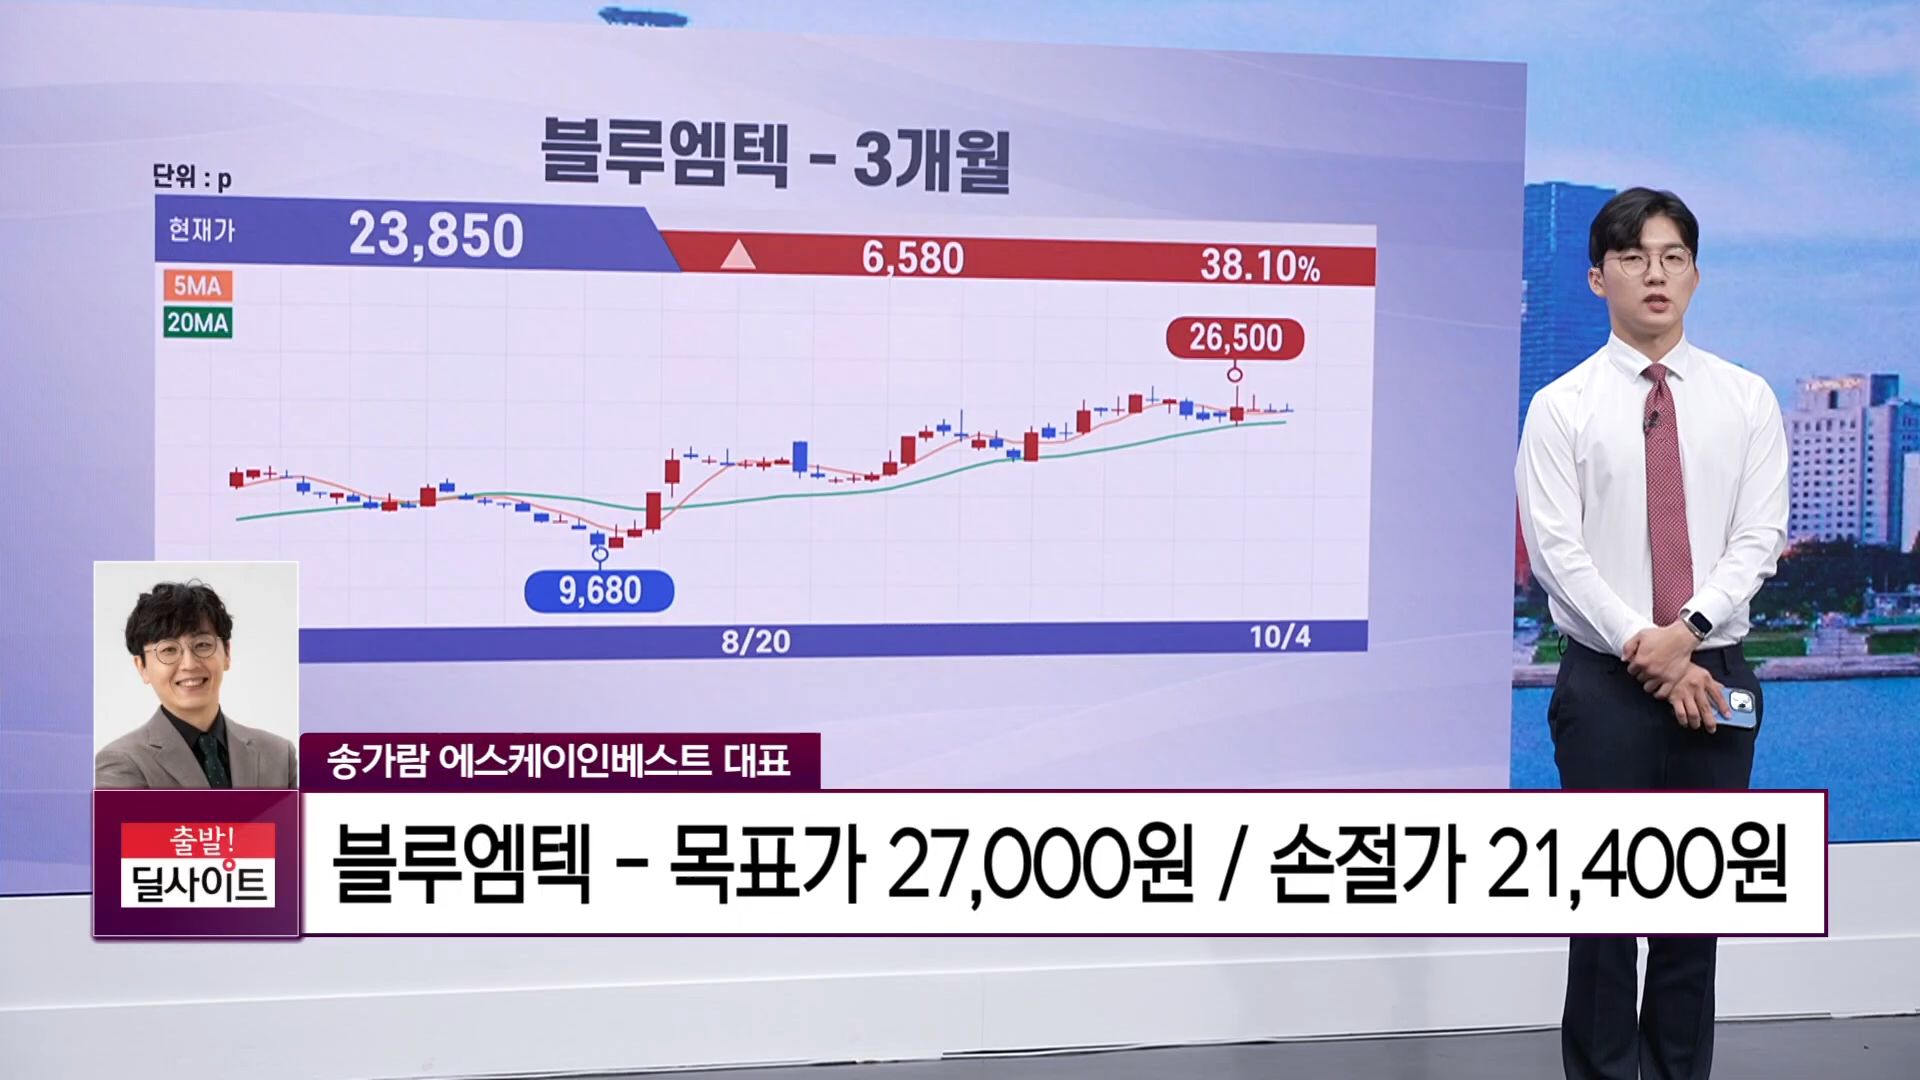 블루엠텍 - 3개월
단위 : p
현재가 23,850 ▲ 6,580 38.10%
5MA
20MA
26,500
9,680
8/20 10/4
송가람 에스케이인베스트 대표
출발!
딜사이트
블루엠텍 - 목표가 27,000원 / 손절가 21,400원